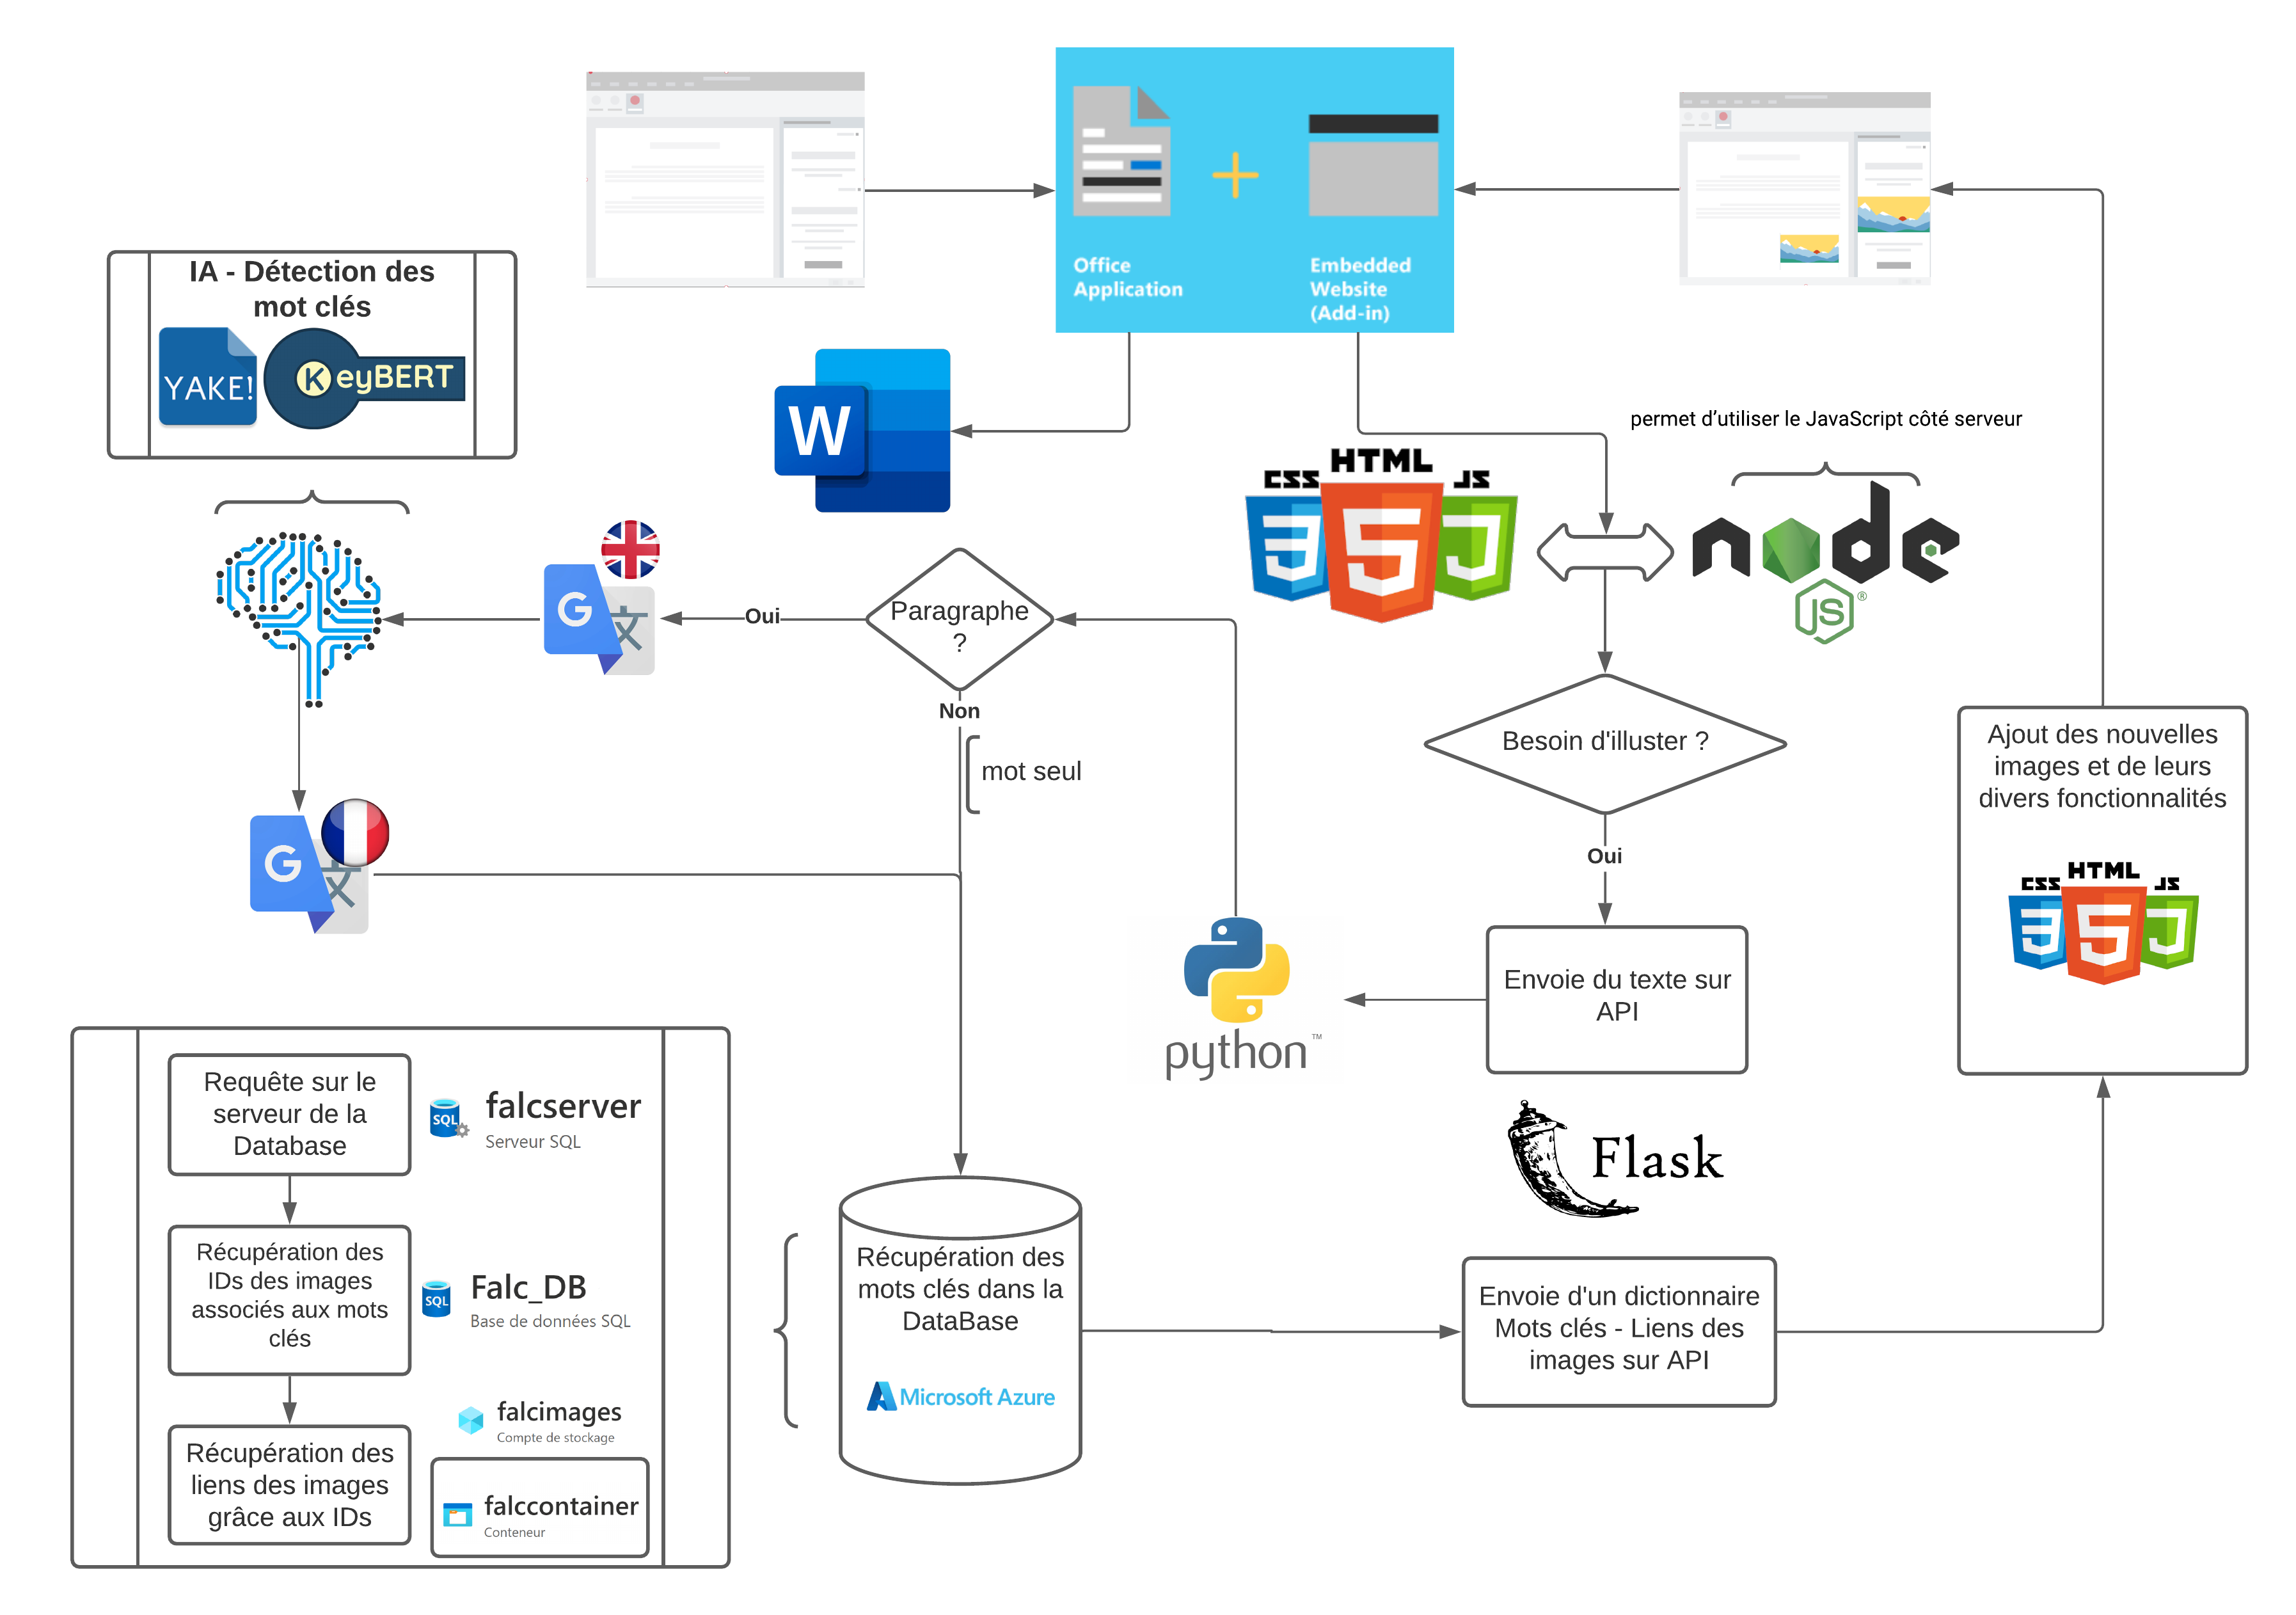 Office
Application
Embedded
Website
(Add-in)
IA - Détection des
mot clés
YAKE!
KeyBERT
W
permet d’utiliser le JavaScript côté serveur
CSS
HTML
JS
node
JS®
G
文
Oui
Paragraphe
?
Non
mot seul
Besoin d'illuster ?
Oui
Ajout des nouvelles
images et de leurs
divers fonctionnalités
CSS
HTML
JS
G
文
python™
Envoie du texte sur
API
Flask
Requête sur le
serveur de la
Database
SQL
falcserver
Serveur SQL
Récupération des
IDs des images
associés aux mots
clés
SQL
Falc_DB
Base de données SQL
falcimages
Compte de stockage
Récupération des
liens des images
grâce aux IDs
falccontainer
Conteneur
Récupération des
mots clés dans la
DataBase
Microsoft Azure
Envoie d'un dictionnaire
Mots clés - Liens des
images sur API